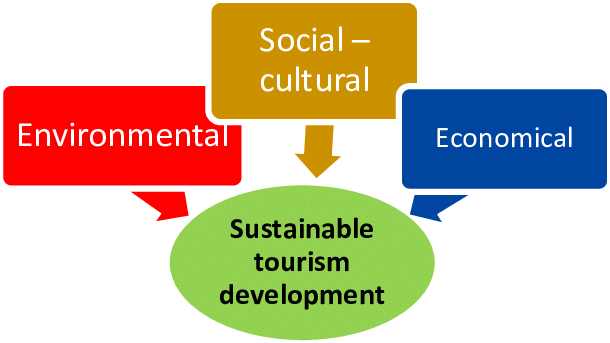 Social –
cultural
Environmental
Economical
Sustainable
tourism
development